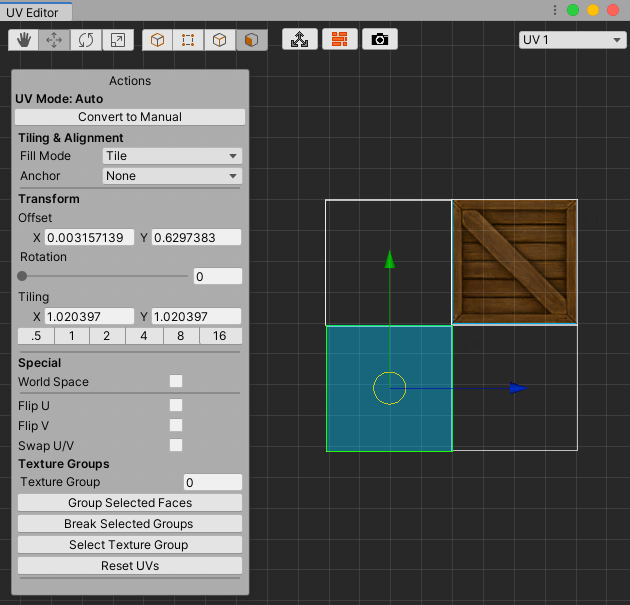 UV Editor
UV 1
Actions
UV Mode: Auto
Convert to Manual
Tiling & Alignment
Fill Mode Tile
Anchor None
Transform
Offset
X 0.003157139 Y 0.6297383
Rotation
0
Tiling
X 1.020397 Y 1.020397
.5 1 2 4 8 16
Special
World Space
Flip U
Flip V
Swap U/V
Texture Groups
Texture Group 0
Group Selected Faces
Break Selected Groups
Select Texture Group
Reset UVs